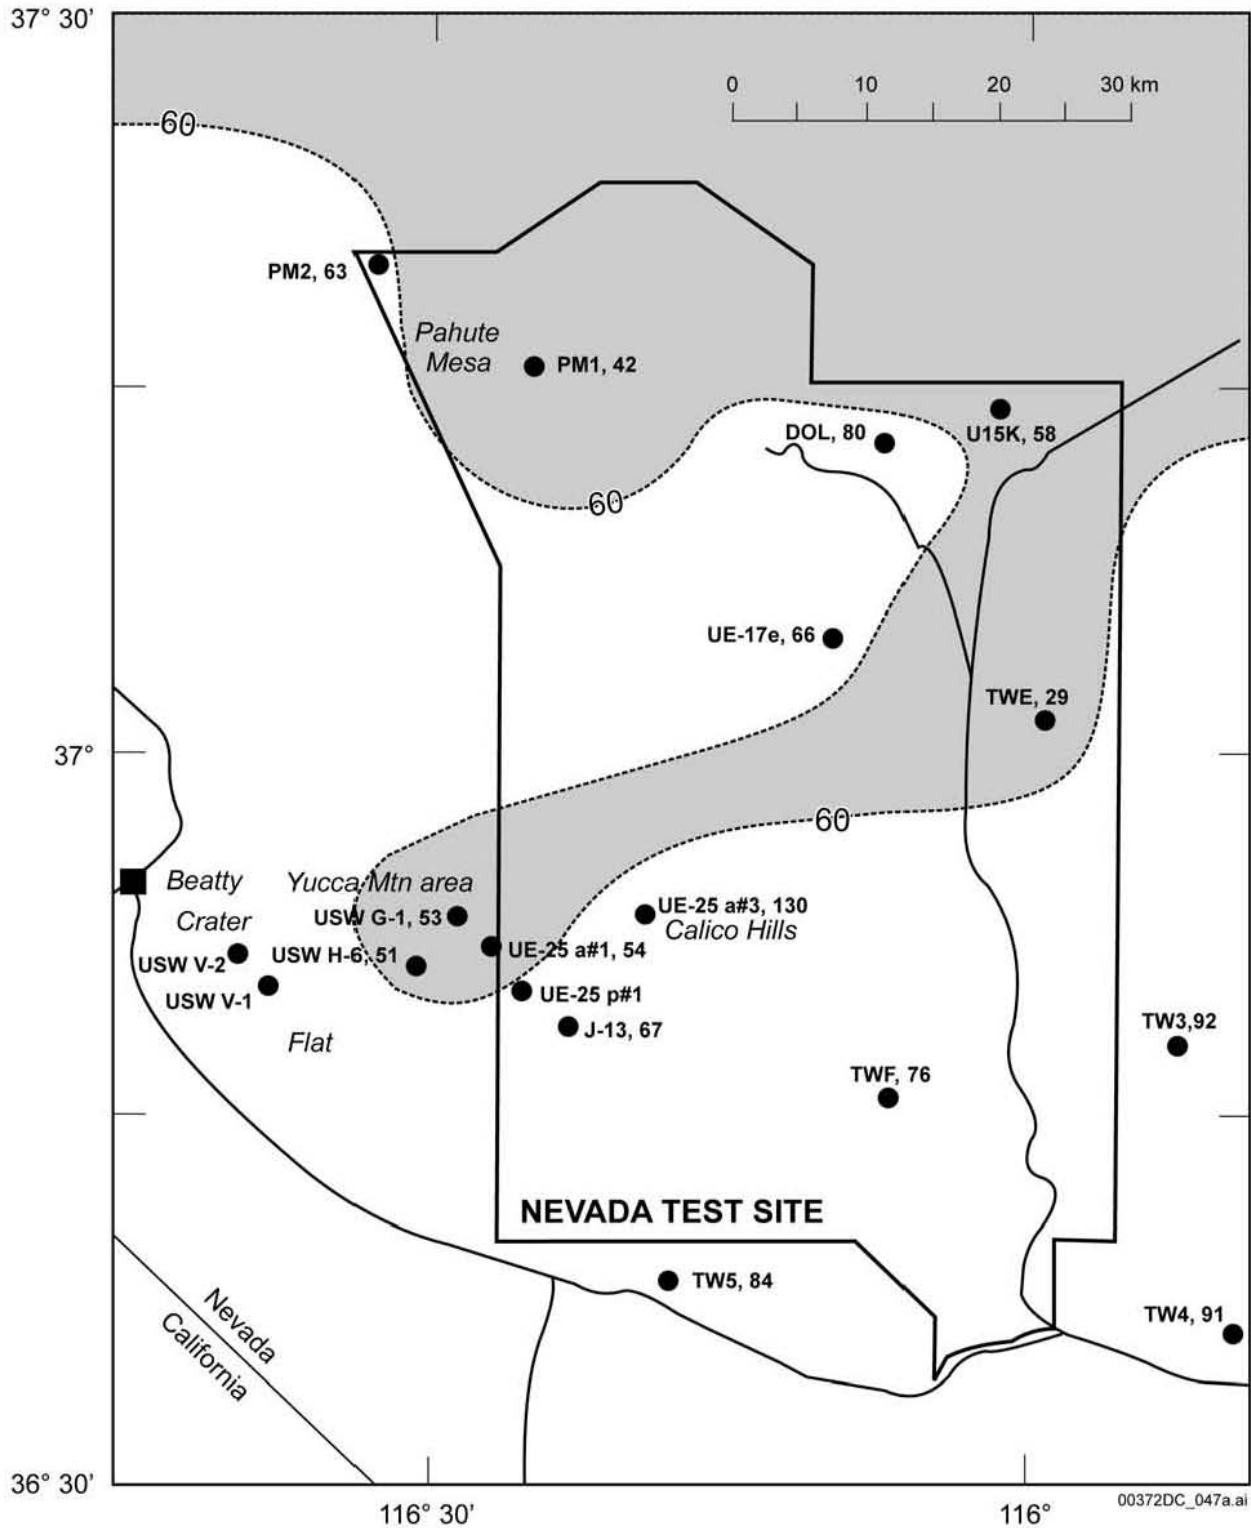 37° 30'
0 10 20 30 km
60
PM2, 63
Pahute
Mesa
PM1, 42
DOL, 80
U15K, 58
60
UE-17e, 66
TWE, 29
37°
60
Beatty
Yucca Mtn area
UE-25 a#3, 130
Crater
USW G-1, 53
Calico Hills
USW V-2
USW H-6, 51
UE-25 a#1, 54
USW V-1
UE-25 p#1
Flat
J-13, 67
TW3,92
TWF, 76
NEVADA TEST SITE
TW5, 84
Nevada
California
TW4, 91
36° 30'
116° 30'
116°
00372DC_047a.ai